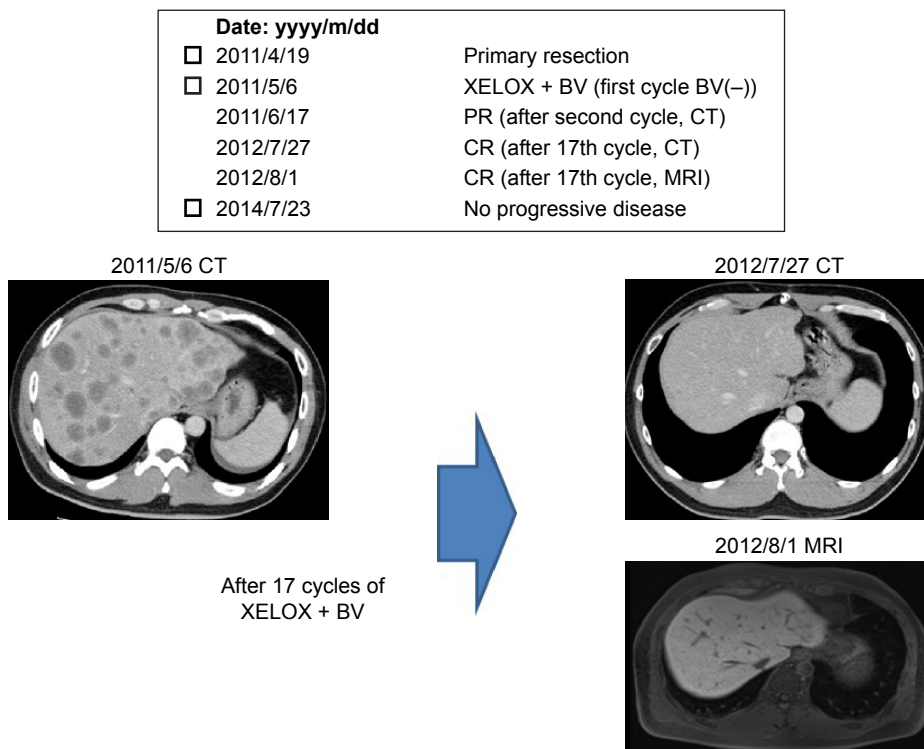 Date: yyyy/m/dd
☐ 2011/4/19 Primary resection
☐ 2011/5/6 XELOX + BV (first cycle BV(–))
2011/6/17 PR (after second cycle, CT)
2012/7/27 CR (after 17th cycle, CT)
2012/8/1 CR (after 17th cycle, MRI)
☐ 2014/7/23 No progressive disease
2011/5/6 CT
2012/7/27 CT
2012/8/1 MRI
After 17 cycles of
XELOX + BV